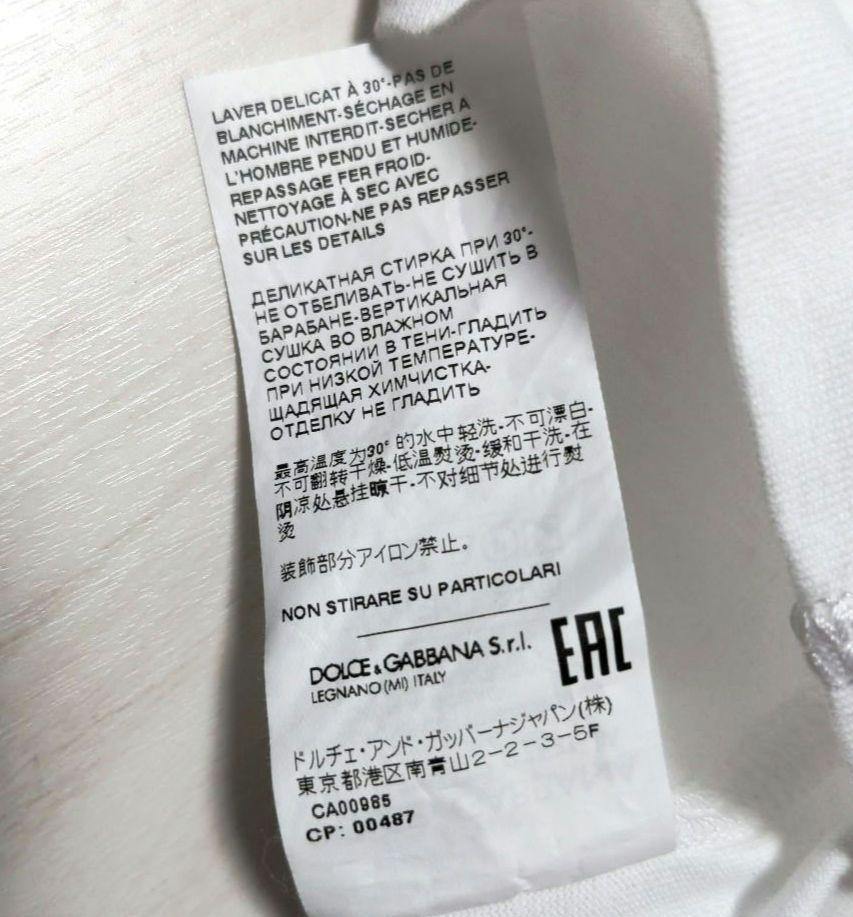 LAVER DELICAT À 30°-PAS DE
BLANCHIMENT-SÉCHAGE EN
MACHINE INTERDIT-SECHER A
L'HOMBRE PENDU ET HUMIDE-
REPASSAGE FER FROID-
NETTOYAGE À SEC AVEC
PRÉCAUTION-NE PAS REPASSER
SUR LES DETAILS
ДЕЛИКАТНАЯ СТИРКА ПРИ 30°-
НЕ ОТБЕЛИВАТЬ-НЕ СУШИТЬ В
БАРАБАНЕ-ВЕРТИКАЛЬНАЯ
СУШКА ВО ВЛАЖНОМ
СОСТОЯНИИ В ТЕНИ-ГЛАДИТЬ
ПРИ НИЗКОЙ ТЕМПЕРАТУРЕ-
ЩАДЯЩАЯ ХИМЧИСТКА-
ОТДЕЛКУ НЕ ГЛАДИТЬ
最高温度为30° 的水中轻洗-不可漂白-
不可翻转干燥-低温熨烫-缓和干洗-在
阴凉处悬挂晾干-不对细节处进行熨
烫
装飾部分アイロン禁止。
NON STIRARE SU PARTICOLARI
DOLCE & GABBANA S.r.l.
LEGNANO (MI) ITALY
EAC
ドルチェ・アンド・ガッバーナジャパン(株)
東京都港区南青山2-2-3-5F
CA00985
CP: 00487